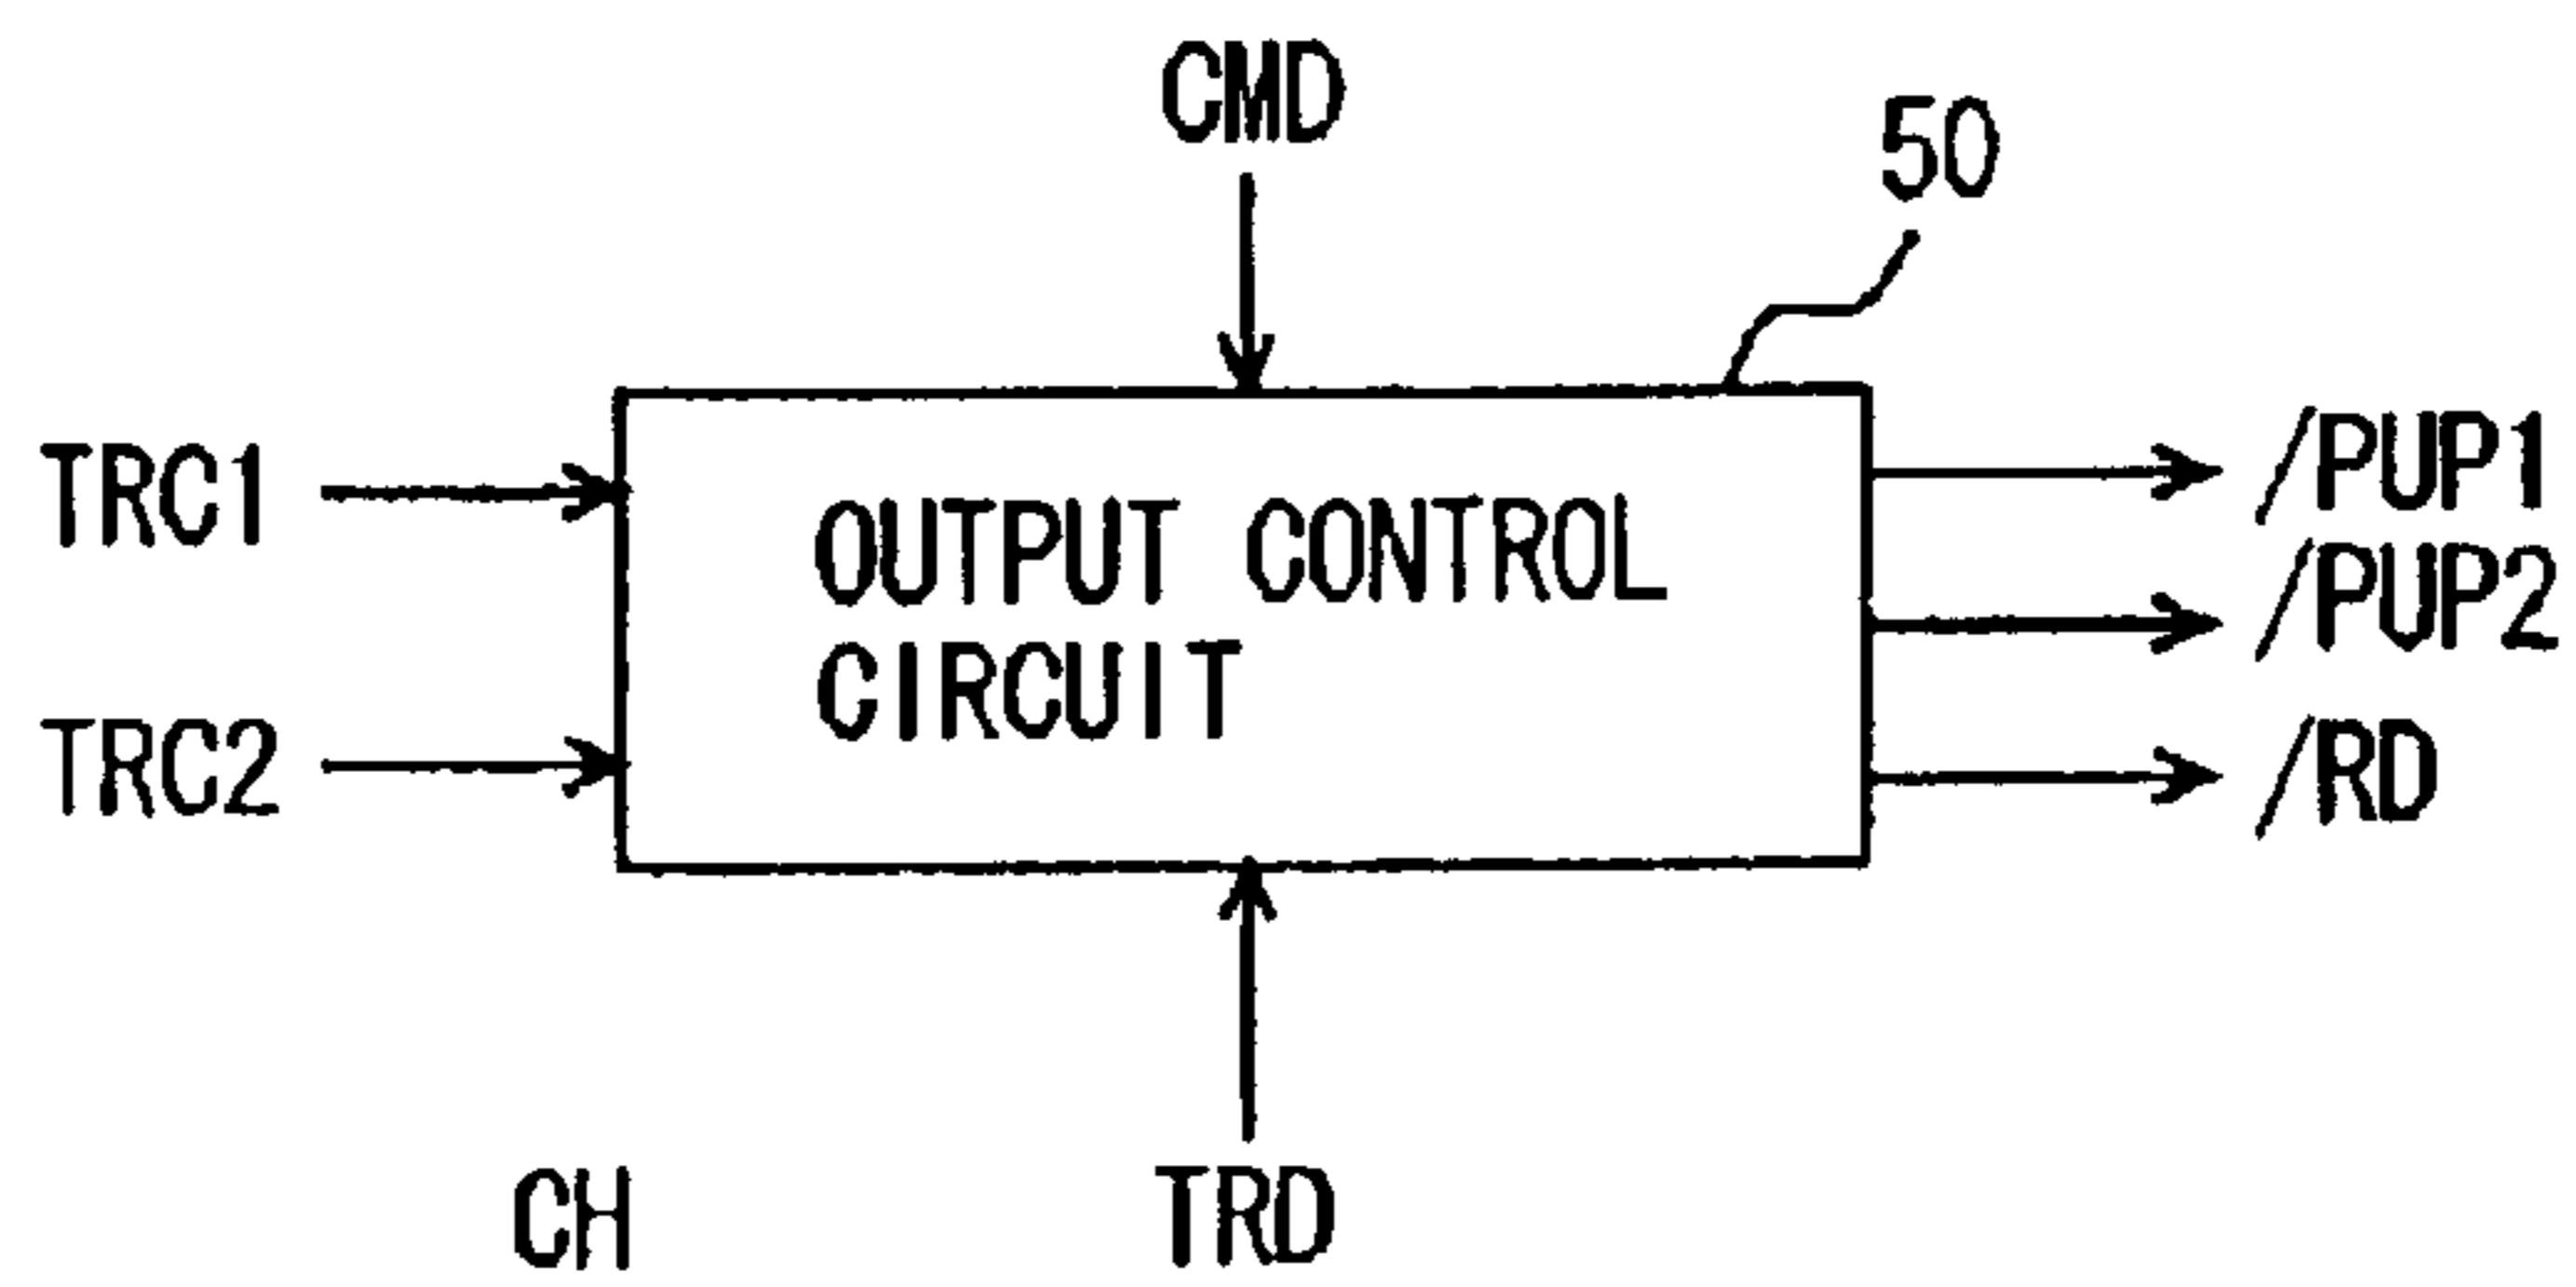 CMD
50
TRC1
/PUP1
OUTPUT CONTROL
/PUP2
CIRCUIT
TRC2
/RD
CH
TRD